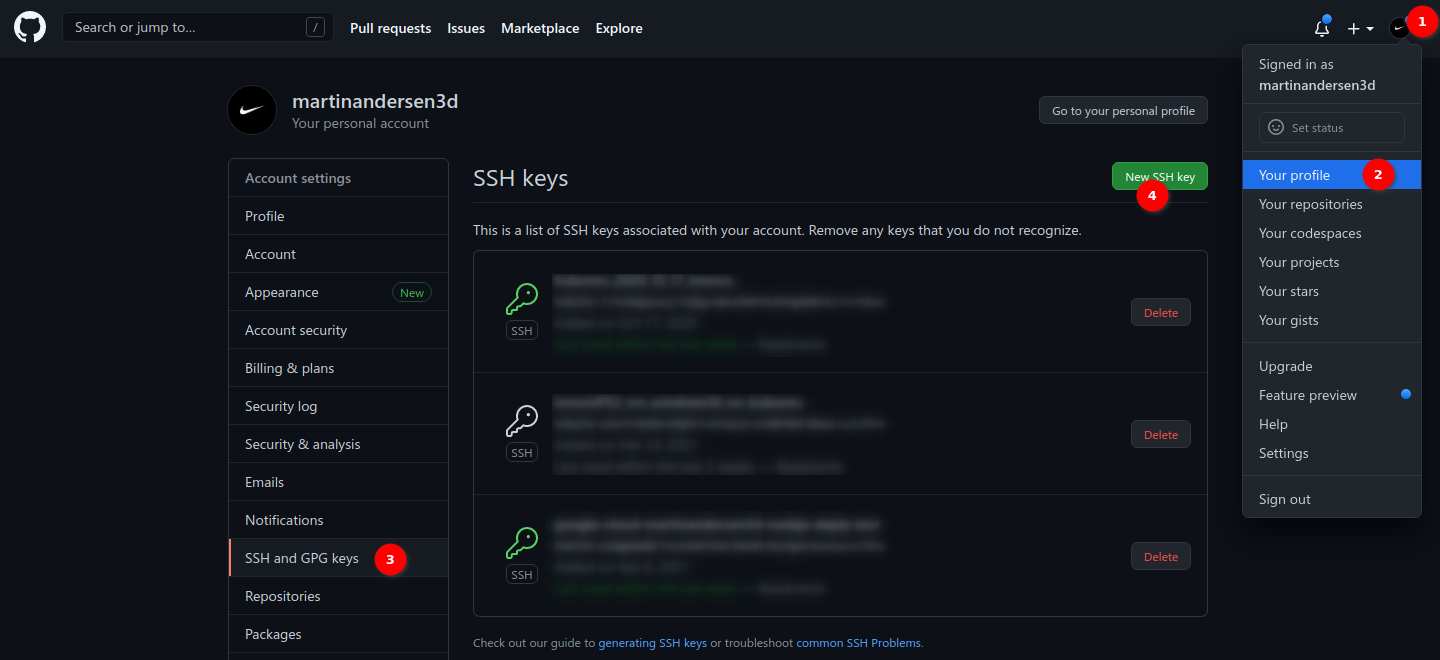 Search or jump to...
/
Pull requests
Issues
Marketplace
Explore
1
Signed in as
martinandersen3d
Set status
Your profile
2
Your repositories
Your codespaces
Your projects
Your stars
Your gists
Upgrade
Feature preview
Help
Settings
Sign out
martinandersen3d
Your personal account
Go to your personal profile
Account settings
Profile
Account
Appearance
New
Account security
Billing & plans
Security log
Security & analysis
Emails
Notifications
SSH and GPG keys
3
Repositories
Packages
SSH keys
New SSH key
4
This is a list of SSH keys associated with your account. Remove any keys that you do not recognize.
SSH
Delete
SSH
Delete
SSH
Delete
Check out our guide to generating SSH keys or troubleshoot common SSH Problems.